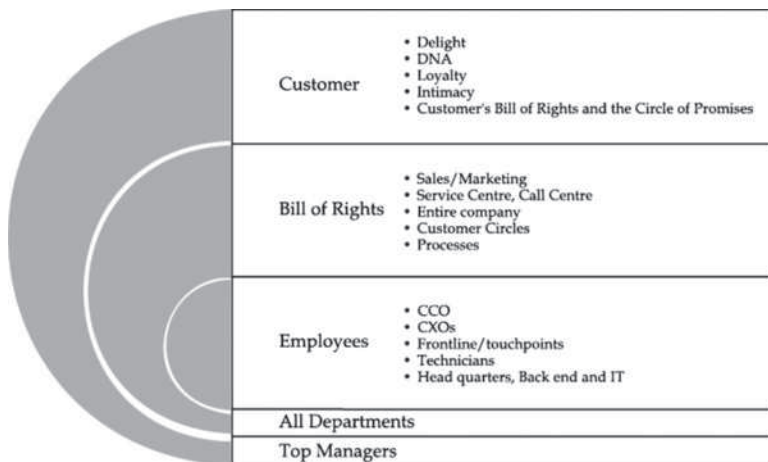 Customer
• Delight
• DNA
• Loyalty
• Intimacy
• Customer's Bill of Rights and the Circle of Promises
Bill of Rights
• Sales/Marketing
• Service Centre, Call Centre
• Entire company
• Customer Circles
• Processes
Employees
• CCO
• CXOs
• Frontline/touchpoints
• Technicians
• Head quarters, Back end and IT
All Departments
Top Managers